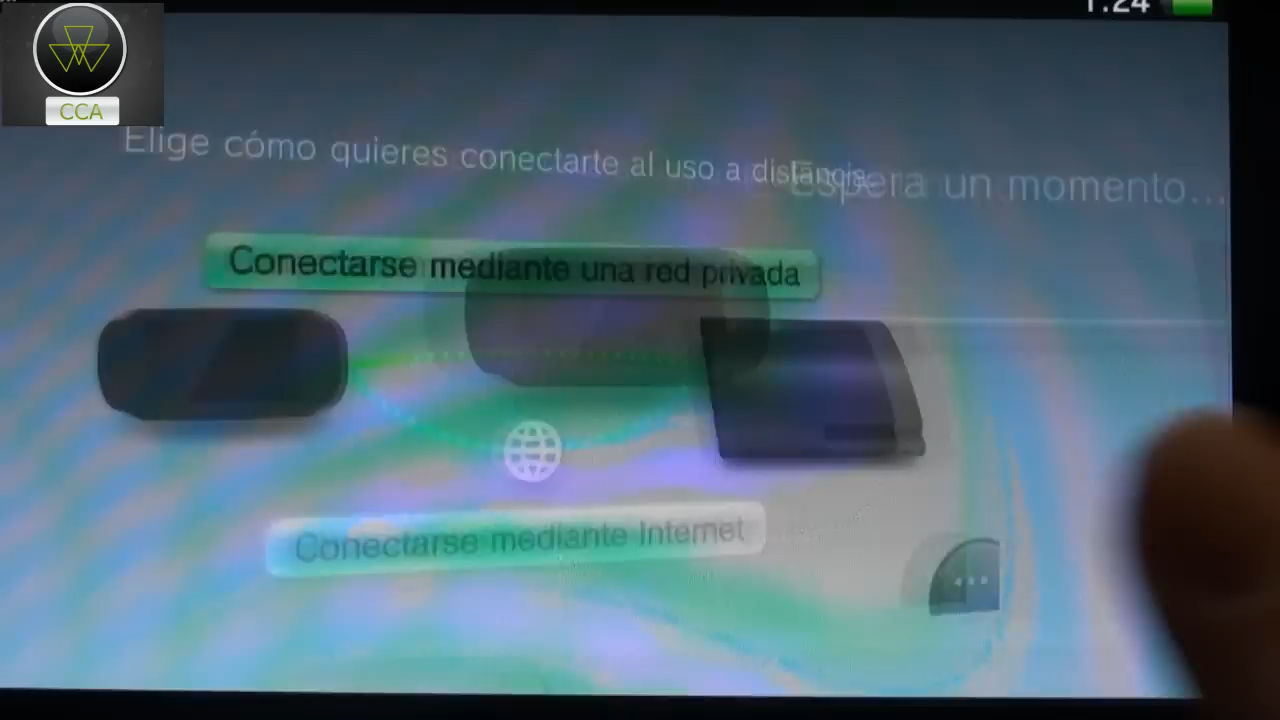 1:24
CCA
Elige cómo quieres conectarte al uso a distancia.
Espera un momento...
Conectarse mediante una red privada
Conectarse mediante Internet